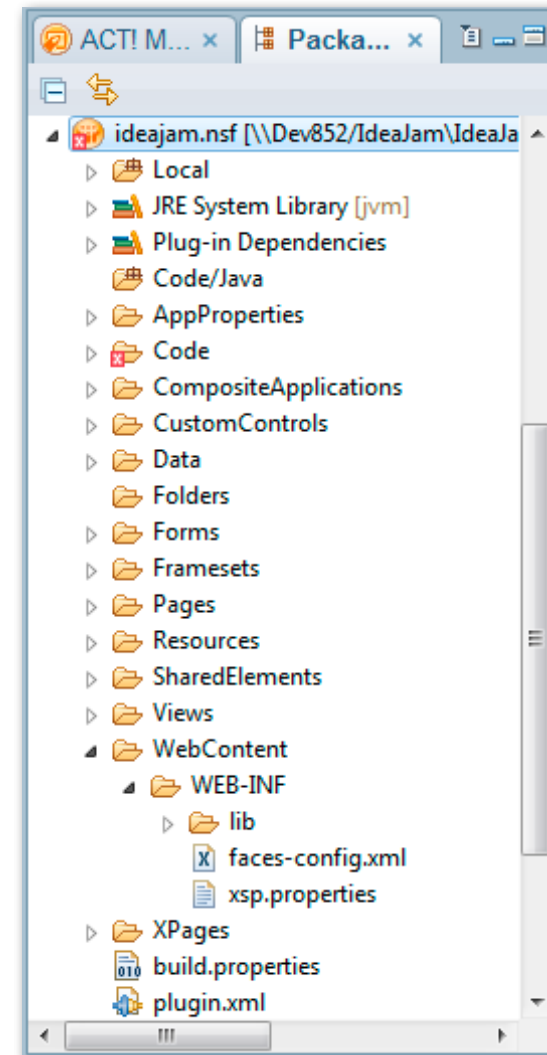 ACT! M... Packa...
ideajam.nsf [\\Dev852/IdeaJam\IdeaJa
Local
JRE System Library [jvm]
Plug-in Dependencies
Code/Java
AppProperties
Code
CompositeApplications
CustomControls
Data
Folders
Forms
Framesets
Pages
Resources
SharedElements
Views
WebContent
WEB-INF
lib
faces-config.xml
xsp.properties
XPages
build.properties
plugin.xml